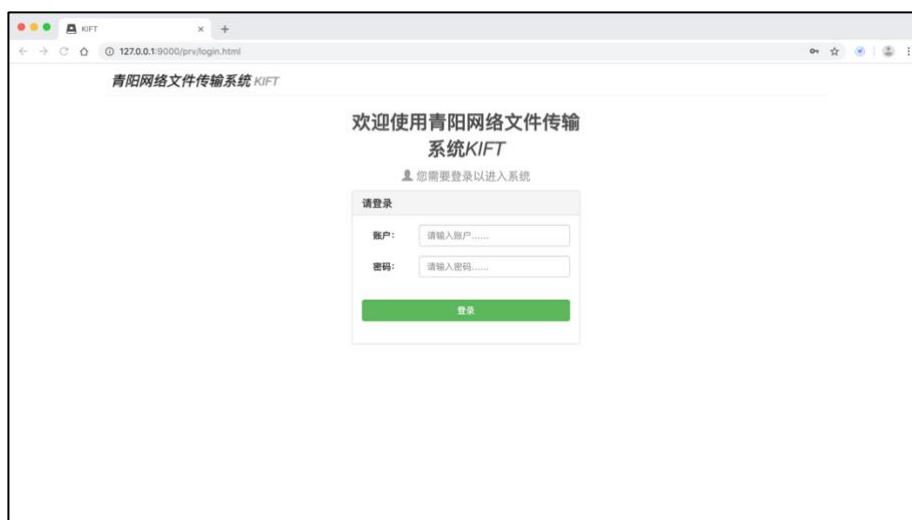 KIFT
127.0.0.1:9000/prv/login.html
青阳网络文件传输系统 KIFT
欢迎使用青阳网络文件传输
系统KIFT
您需要登录以进入系统
请登录
账户：
请输入账户……
密码：
请输入密码……
登录